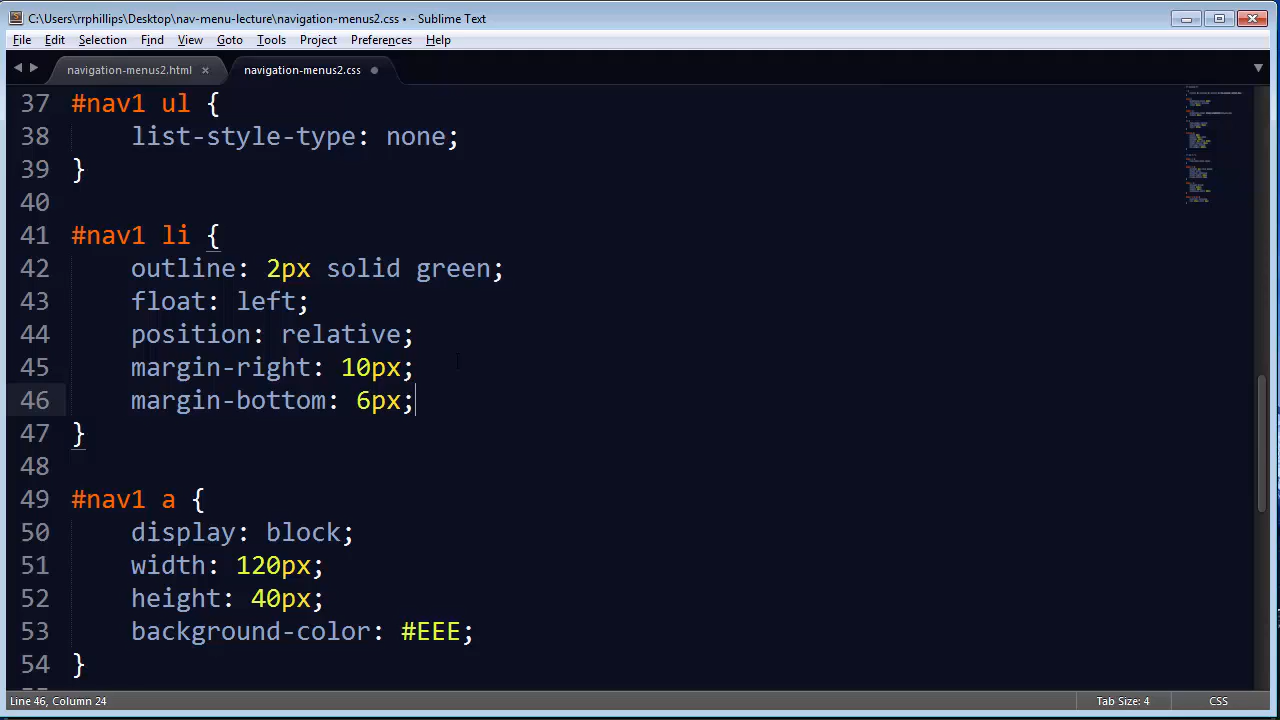 C:\Users\rrphillips\Desktop\nav-menu-lecture\navigation-menus2.css • - Sublime Text
File Edit Selection Find View Goto Tools Project Preferences Help
navigation-menus2.html × navigation-menus2.css
37 #nav1 ul {
38     list-style-type: none;
39 }
40
41 #nav1 li {
42     outline: 2px solid green;
43     float: left;
44     position: relative;
45     margin-right: 10px;
46     margin-bottom: 6px;
47 }
48
49 #nav1 a {
50     display: block;
51     width: 120px;
52     height: 40px;
53     background-color: #EEE;
54 }
Line 46, Column 24 Tab Size: 4 CSS